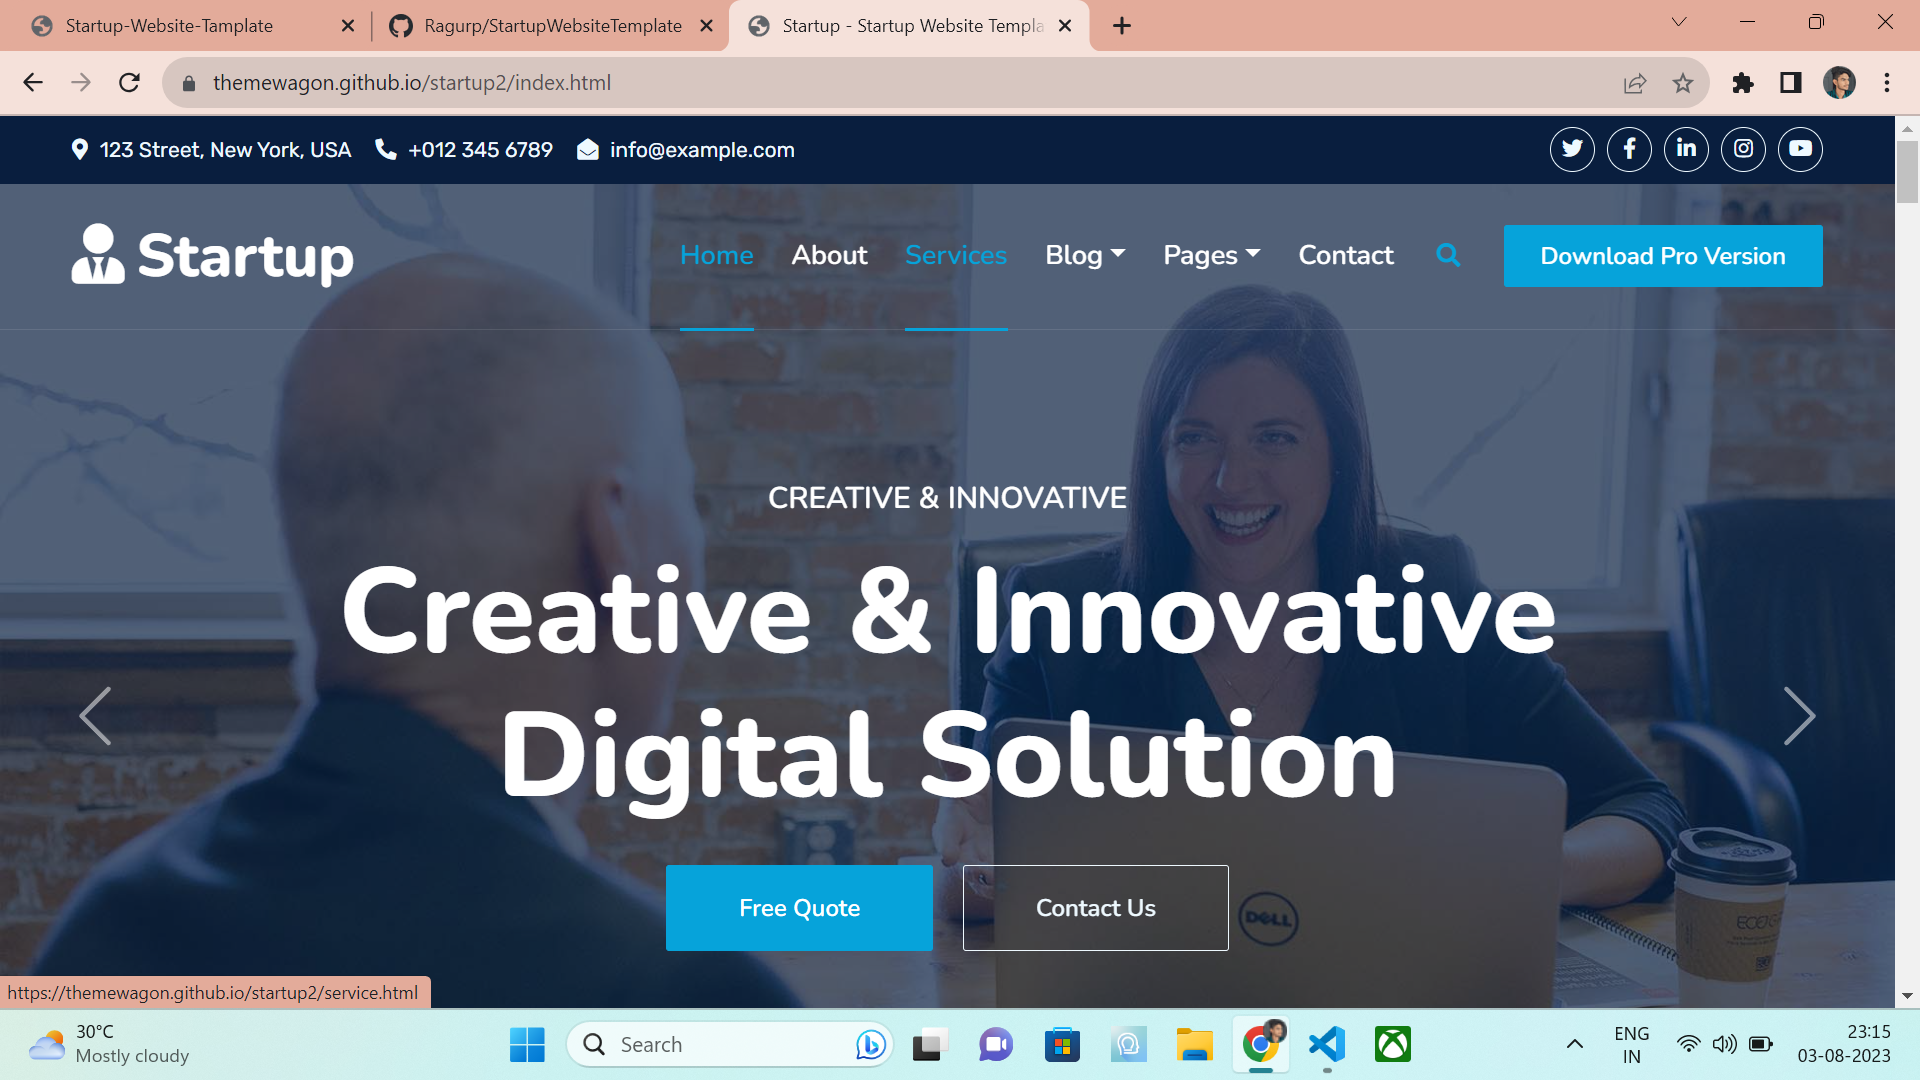 Startup-Website-Tamplate
Ragurp/StartupWebsiteTemplate
Startup - Startup Website Templa
themewagon.github.io/startup2/index.html
123 Street, New York, USA +012 345 6789 info@example.com
Startup
Home About Services Blog Pages Contact Download Pro Version
CREATIVE & INNOVATIVE
Creative & Innovative
Digital Solution
Free Quote Contact Us
DELL
https://themewagon.github.io/startup2/service.html
30°C
Mostly cloudy
Search
ENG
IN
23:15
03-08-2023